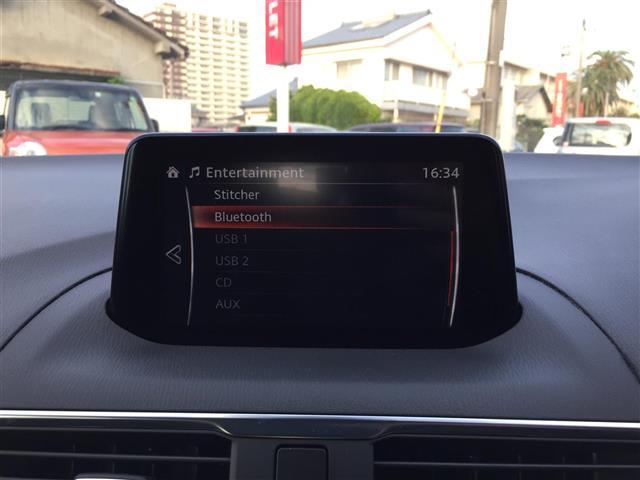 Entertainment 16:34
Stitcher
Bluetooth
USB 1
USB 2
CD
AUX